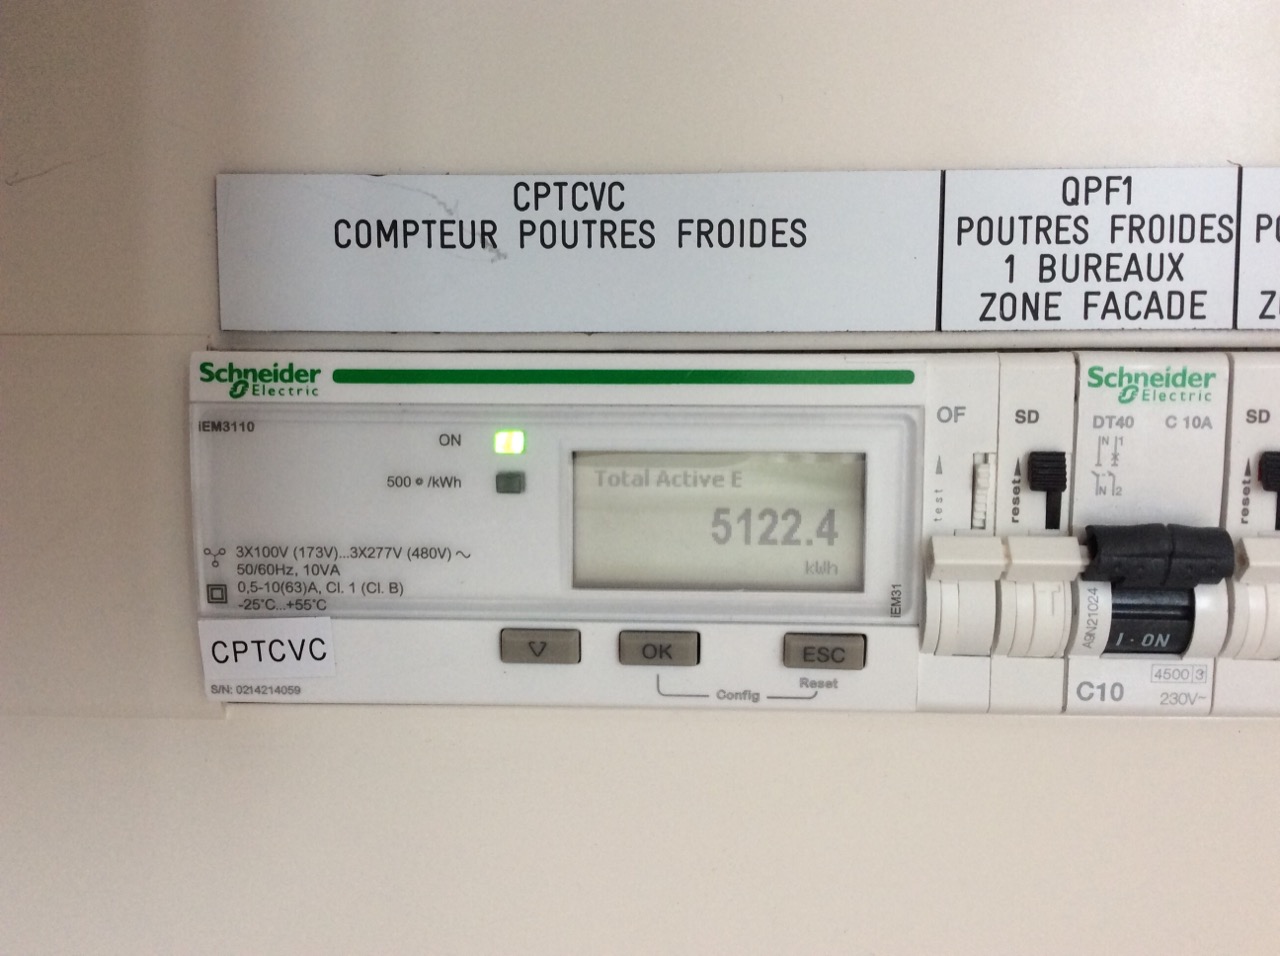 CPTCVC
COMPTEUR POUTRES FROIDES
QPF1
POUTRES FROIDES
1 BUREAUX
ZONE FACADE
Schneider
Electric
iEM3110
ON
500 /kWh
3X100V (173V)...3X277V (480V) ~
50/60Hz, 10VA
0,5-10(63)A, Cl. 1 (Cl. B)
-25°C...+55°C
Total Active E
5122.4
kWh
iEM31
CPTCVC
S/N: 0214214059
OK
ESC
Config
Reset
OF
test
SD
reset
Schneider
Electric
DT40 C 10A
N 1
N 2
A9N21024
I · ON
C10
4500 3
230V~
SD
reset